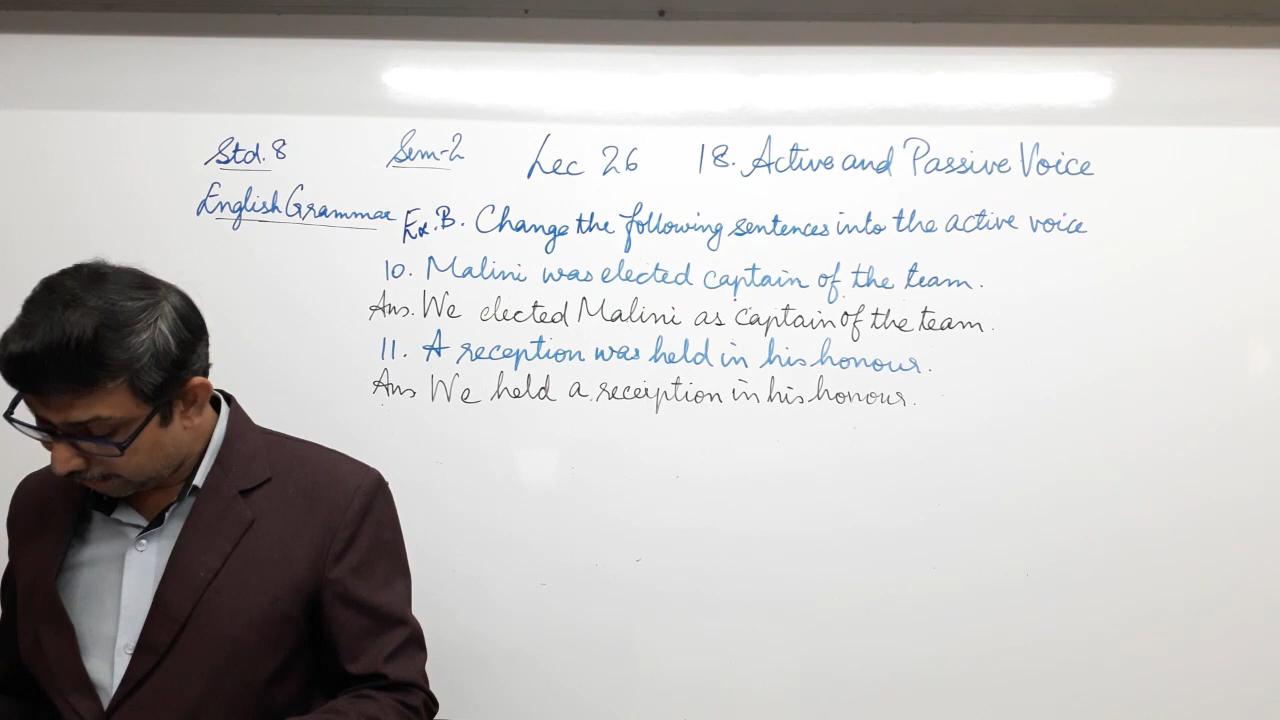 Std. 8 Sem-2 Lec 26 18. Active and Passive Voice
English Grammar Ex. B. Change the following sentences into the active voice
10. Malini was elected captain of the team.
Ans. We elected Malini as captain of the team.
11. A reception was held in his honour.
Ans We held a receiption in his honour.